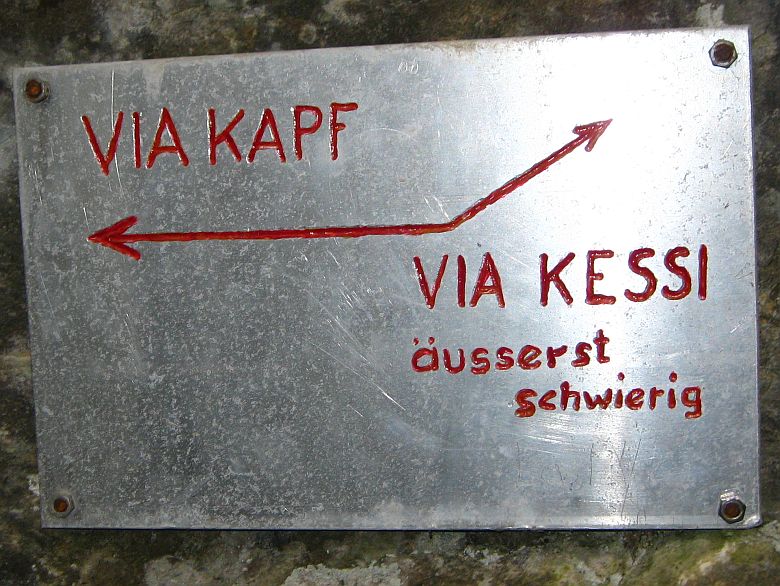 VIA KAPF
VIA KESSI
äusserst
schwierig